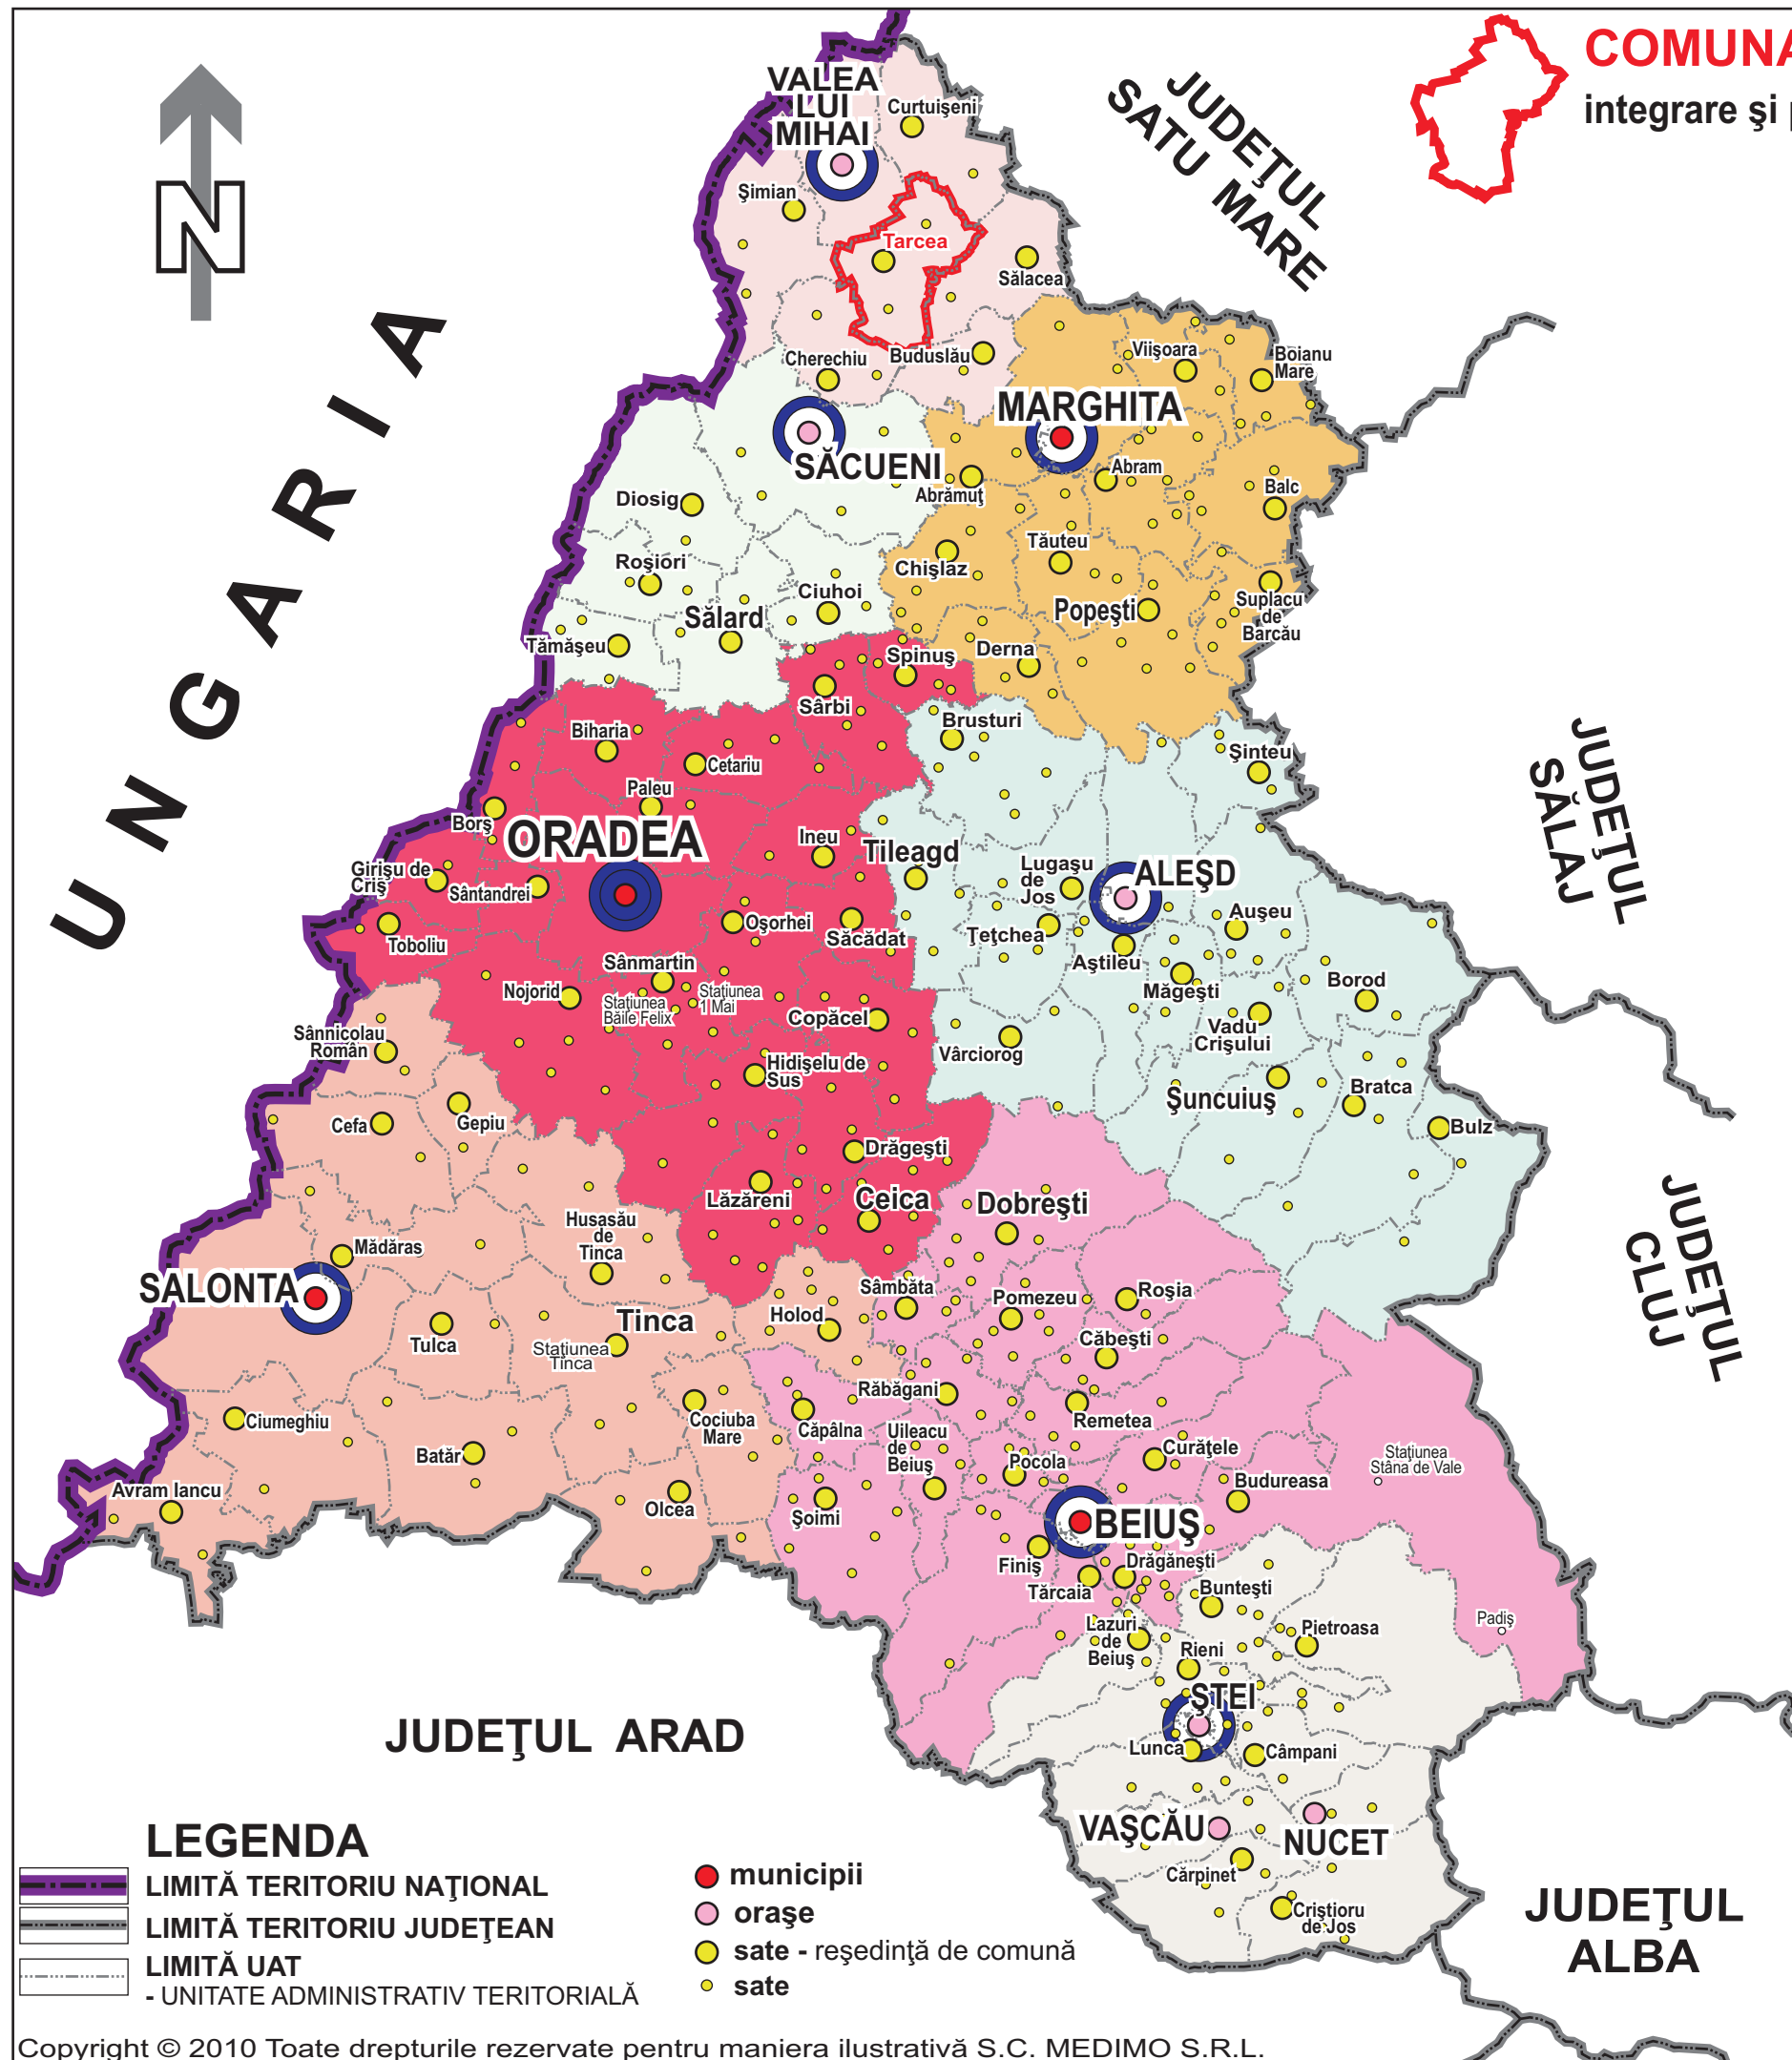 COMUNA
integrare şi p
N
UNGARIA
JUDEŢUL
SATU MARE
VALEA
LUI
MIHAI
Curtuişeni
Şimian
Tarcea
Sălacea
Cherechiu
Buduslău
Viişoara
Boianu
Mare
MARGHITA
SĂCUENI
Abram
Abrămuţ
Balc
Diosig
Tăuteu
Chişlaz
Roşiori
Ciuhoi
Popeşti
Suplacu
de
Barcău
Sălard
Tămăşeu
Derna
Spinuş
Sârbi
Brusturi
Biharia
Cetariu
Şinteu
JUDEŢUL
SĂLAJ
Paleu
Borş
ORADEA
Ineu
Tileagd
Lugaşu
de
Jos
ALEŞD
Girişu de
Criş
Sântandrei
Toboliu
Oşorhei
Săcădat
Ţeţchea
Auşeu
Aştileu
Sânmartin
Nojorid
Staţiunea
Băile Felix
Staţiunea
1 Mai
Copăcel
Măgeşti
Borod
Sânnicolau
Român
Vârciorog
Vadu
Crişului
Hidişelu de
Sus
Şuncuiuş
Bratca
Cefa
Gepiu
Bulz
Drăgeşti
Lăzăreni
Ceica
Dobreşti
JUDEŢUL
CLUJ
Husasău
de
Tinca
Mădăras
SALONTA
Sâmbăta
Pomezeu
Roşia
Holod
Tinca
Tulca
Staţiunea
Tinca
Căbeşti
Răbăgani
Remetea
Ciumeghiu
Cociuba
Mare
Căpâlna
Uileacu
de
Beiuş
Batăr
Pocola
Curăţele
Staţiunea
Stâna de Vale
Budureasa
Avram Iancu
Olcea
Şoimi
BEIUŞ
Finiş
Drăgăneşti
Tărcaia
Bunteşti
Lazuri
de
Beiuş
Pietroasa
Padiş
Rieni
ŞTEI
Lunca
Câmpani
JUDEŢUL ARAD
VAŞCĂU
NUCET
Cărpinet
Criştioru
de Jos
JUDEŢUL
ALBA
LEGENDA
LIMITĂ TERITORIU NAŢIONAL
LIMITĂ TERITORIU JUDEŢEAN
LIMITĂ UAT
- UNITATE ADMINISTRATIV TERITORIALĂ
municipii
oraşe
sate - reşedinţă de comună
sate
Copyright © 2010 Toate drepturile rezervate pentru maniera ilustrativă S.C. MEDIMO S.R.L.